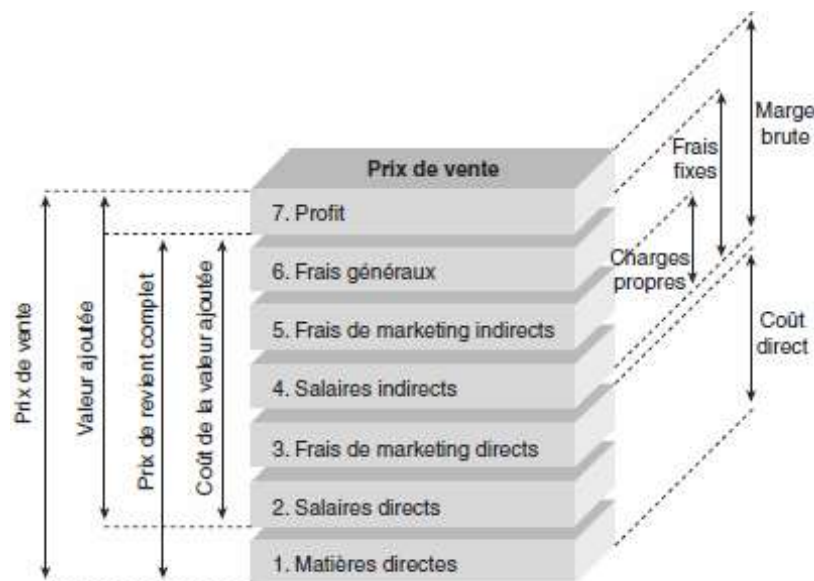 Marge
brute
Frais
fixes
Prix de vente
7. Profit
6. Frais généraux
Charges
propres
5. Frais de marketing indirects
Coût
direct
4. Salaires indirects
3. Frais de marketing directs
2. Salaires directs
1. Matières directes
Prix de vente
Valeur ajoutée
Prix de revient complet
Coût de la valeur ajoutée